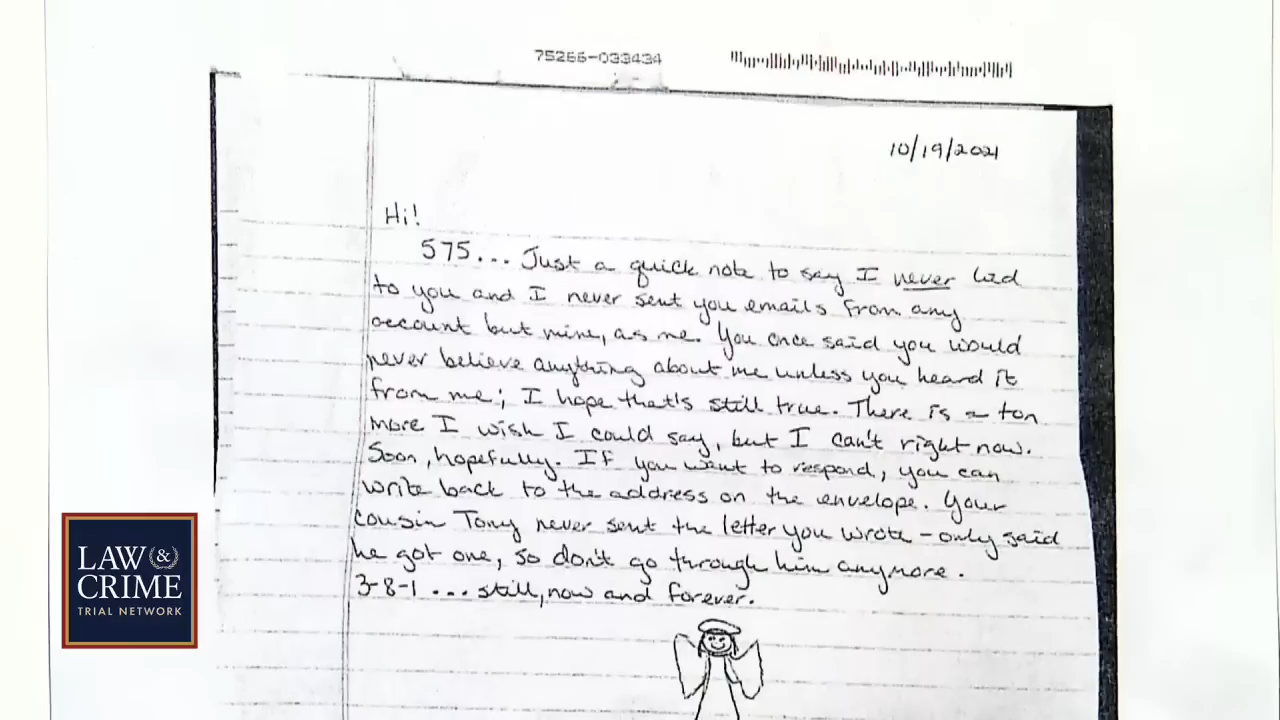 75266-033434
10/19/2021
Hi!
575... Just a quick note to say I never lied
to you and I never sent you emails from any
account but mine, as me. You once said you would
never believe anything about me unless you heard it
from me; I hope that's still true. There is a ton
more I wish I could say, but I can't right now.
Soon, hopefully. If you want to respond, you can
write back to the address on the envelope. Your
cousin Tony never sent the letter you wrote - only said
he got one, so don't go through him anymore.
3-8-1... still, now and forever.
LAW &
CRIME
TRIAL NETWORK